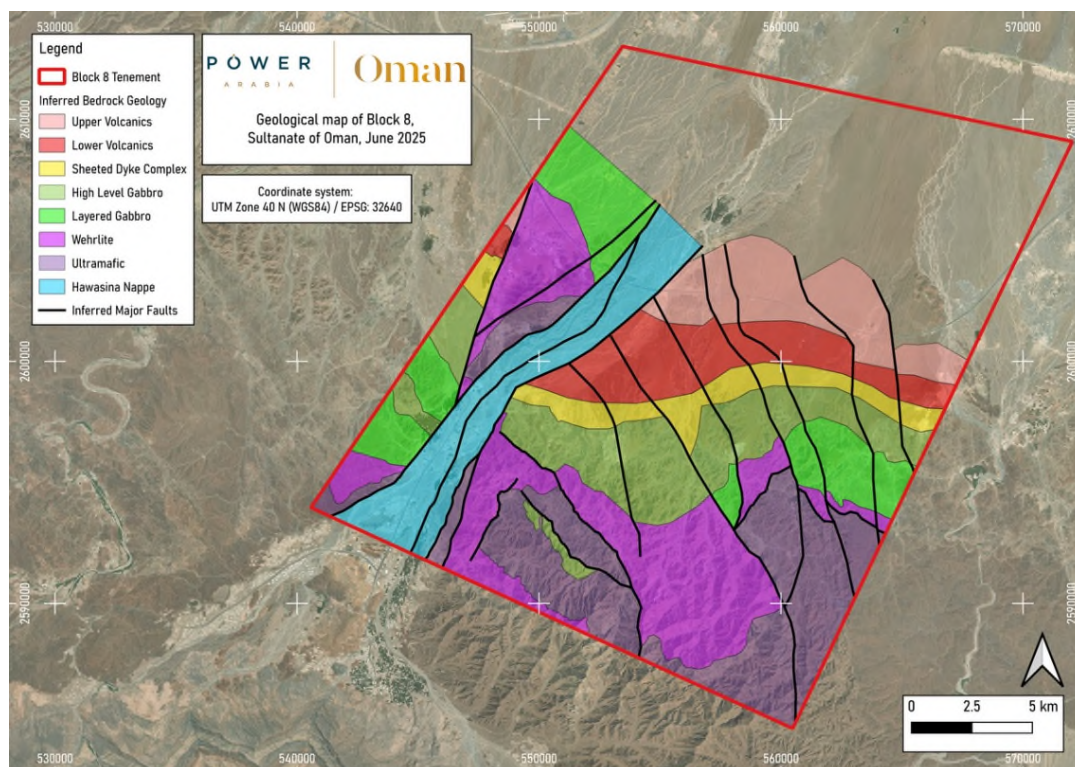 530000
540000
550000
560000
570000
Legend
Block 8 Tenement
Inferred Bedrock Geology
Upper Volcanics
Lower Volcanics
Sheeted Dyke Complex
High Level Gabbro
Layered Gabbro
Wehrlite
Ultramafic
Hawasina Nappe
Inferred Major Faults
POWER
ARABIA
Oman
Geological map of Block 8,
Sultanate of Oman, June 2025
Coordinate system:
UTM Zone 40 N (WGS84) / EPSG: 32640
2610000
2610000
2600000
2600000
2590000
2590000
0 2.5 5 km
530000
540000
550000
560000
570000